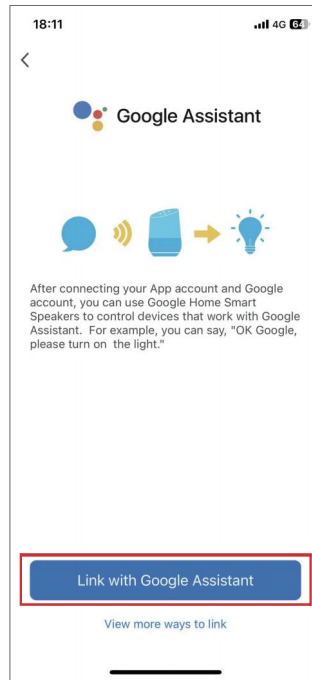 18:11
4G 64
Google Assistant
After connecting your App account and Google
account, you can use Google Home Smart
Speakers to control devices that work with Google
Assistant. For example, you can say, "OK Google,
please turn on the light."
Link with Google Assistant
View more ways to link